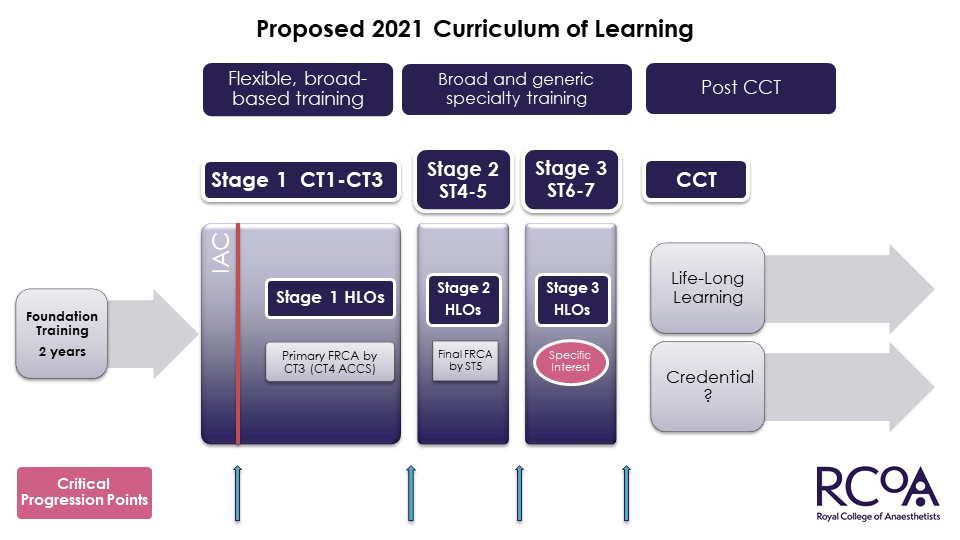 Proposed 2021 Curriculum of Learning
Flexible, broad-
based training
Broad and generic
specialty training
Post CCT
Stage 1 CT1-CT3
Stage 2
ST4-5
Stage 3
ST6-7
CCT
IAC
Foundation
Training
2 years
Stage 1 HLOs
Primary FRCA by
CT3 (CT4 ACCS)
Stage 2
HLOs
Final FRCA
by ST5
Stage 3
HLOs
Specific
Interest
Life-Long
Learning
Credential
?
Critical
Progression Points
RCoA
Royal College of Anaesthetists